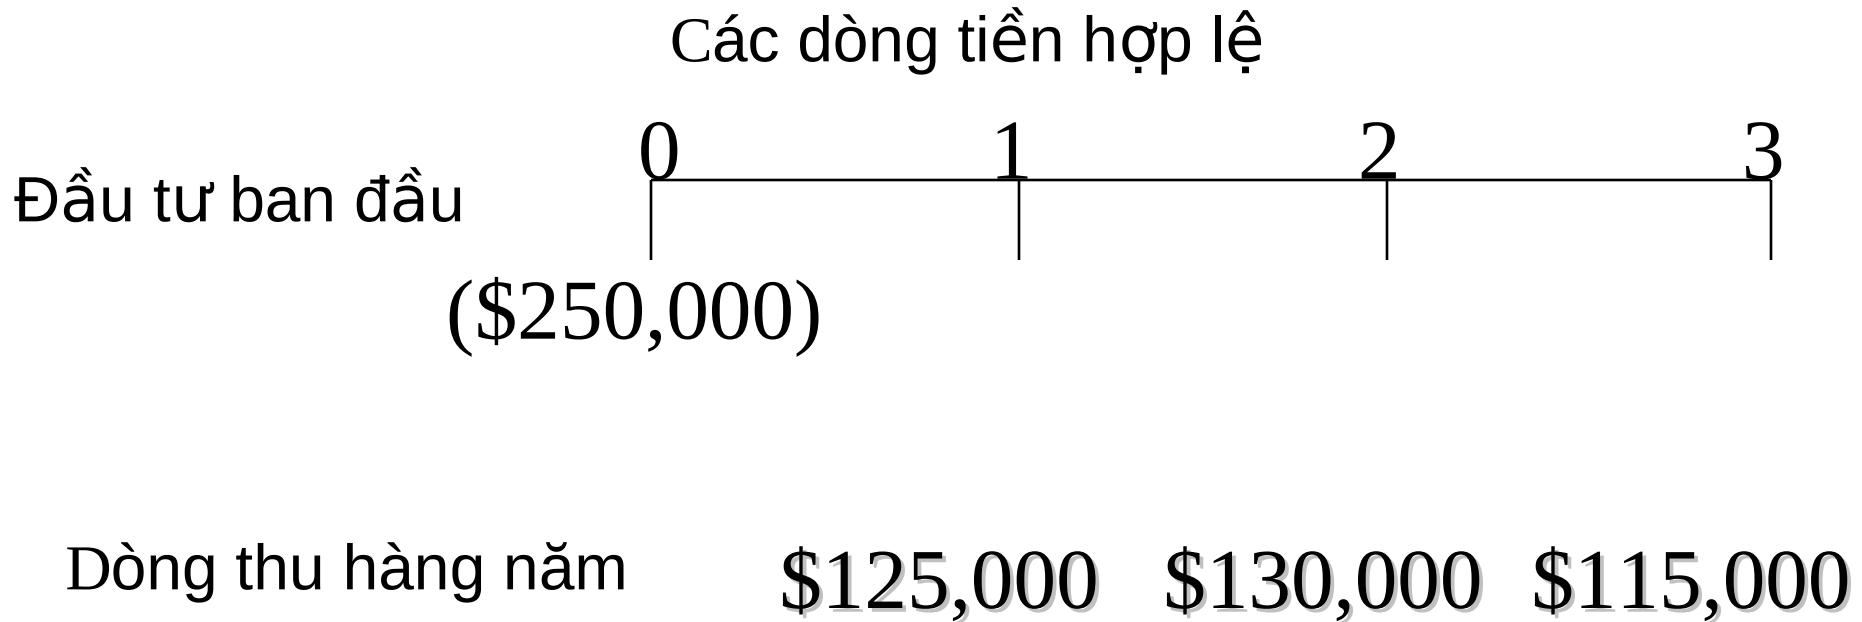 Các dòng tiền hợp lệ
0 1 2 3
Đầu tư ban đầu
($250,000)
Dòng thu hàng năm $125,000 $130,000 $115,000